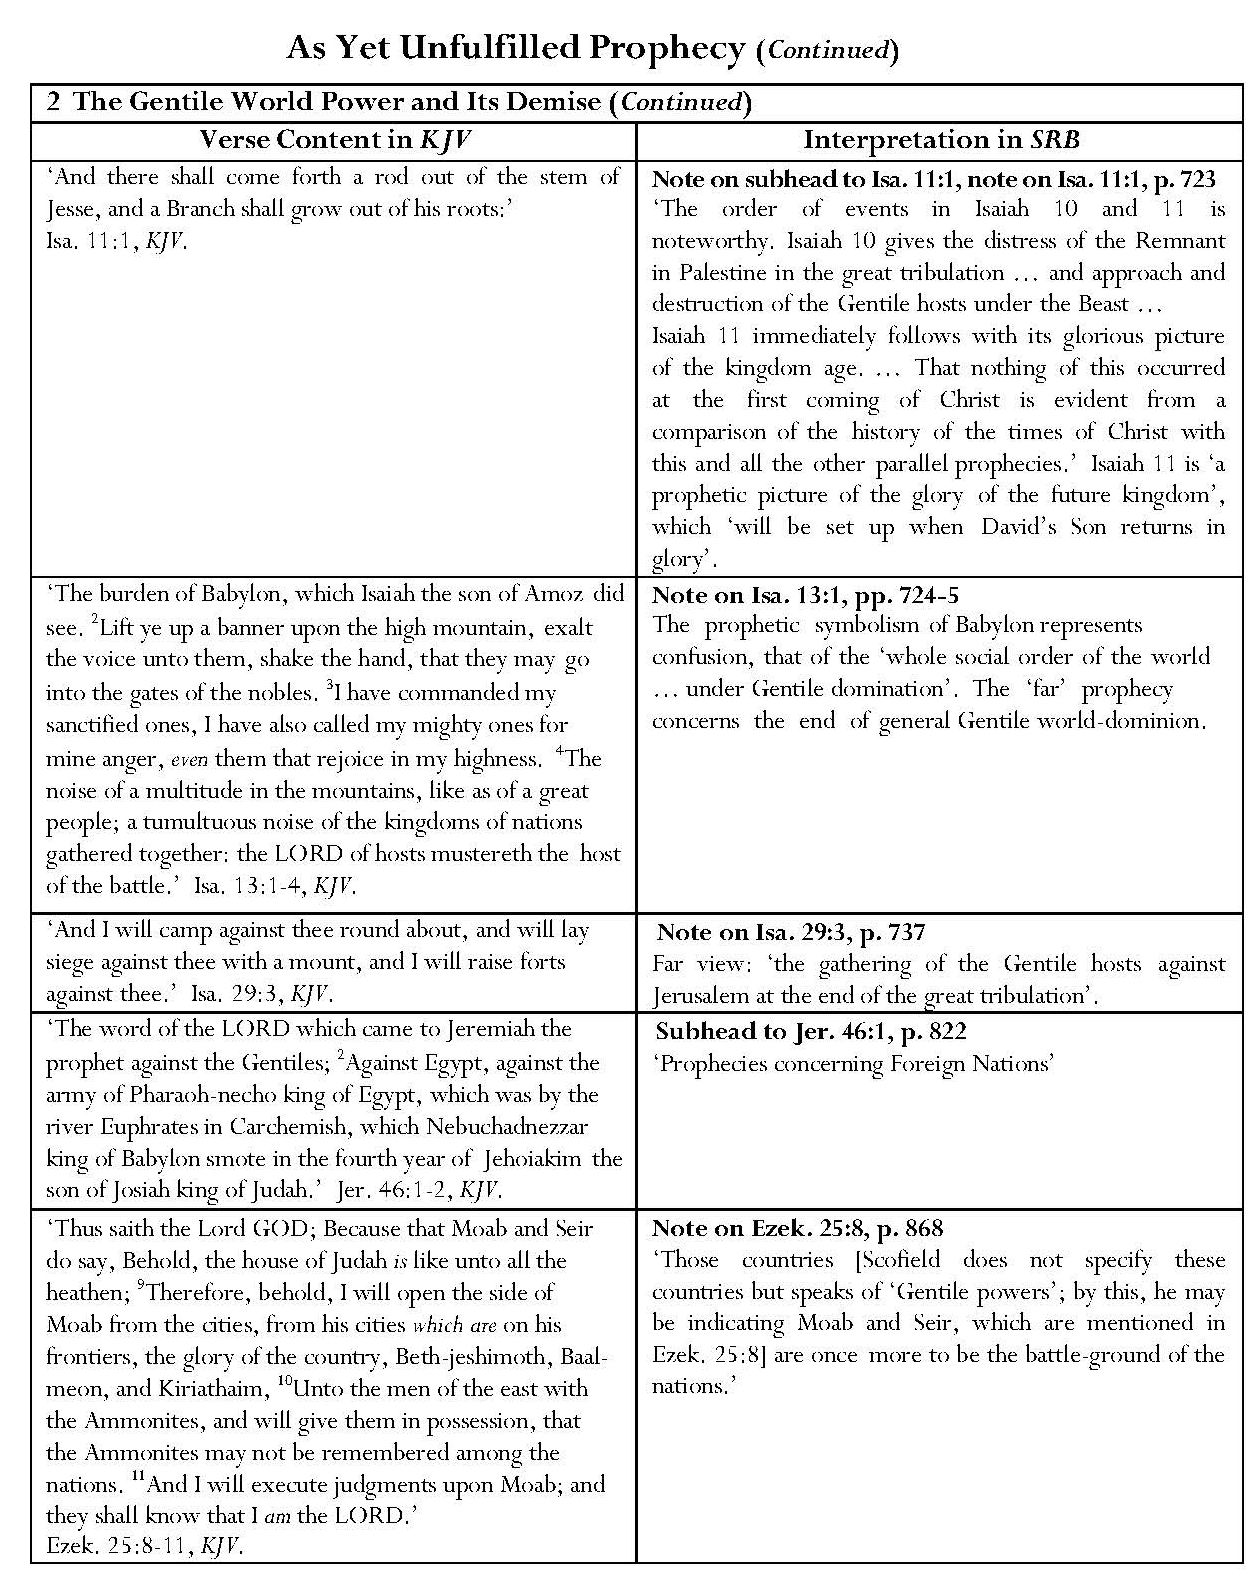 As Yet Unfulfilled Prophecy (Continued)
2 The Gentile World Power and Its Demise (Continued)
Verse Content in KJV
Interpretation in SRB
‘And there shall come forth a rod out of the stem of
Jesse, and a Branch shall grow out of his roots:’
Isa. 11:1, KJV.
Note on subhead to Isa. 11:1, note on Isa. 11:1, p. 723
‘The order of events in Isaiah 10 and 11 is
noteworthy. Isaiah 10 gives the distress of the Remnant
in Palestine in the great tribulation … and approach and
destruction of the Gentile hosts under the Beast …
Isaiah 11 immediately follows with its glorious picture
of the kingdom age. … That nothing of this occurred
at the first coming of Christ is evident from a
comparison of the history of the times of Christ with
this and all the other parallel prophecies.’ Isaiah 11 is ‘a
prophetic picture of the glory of the future kingdom’,
which ‘will be set up when David’s Son returns in
glory’.
‘The burden of Babylon, which Isaiah the son of Amoz did
see. 2Lift ye up a banner upon the high mountain, exalt
the voice unto them, shake the hand, that they may go
into the gates of the nobles. 3I have commanded my
sanctified ones, I have also called my mighty ones for
mine anger, even them that rejoice in my highness. 4The
noise of a multitude in the mountains, like as of a great
people; a tumultuous noise of the kingdoms of nations
gathered together: the LORD of hosts mustereth the host
of the battle.’ Isa. 13:1-4, KJV.
Note on Isa. 13:1, pp. 724-5
The prophetic symbolism of Babylon represents
confusion, that of the ‘whole social order of the world
… under Gentile domination’. The ‘far’ prophecy
concerns the end of general Gentile world-dominion.
‘And I will camp against thee round about, and will lay
siege against thee with a mount, and I will raise forts
against thee.’ Isa. 29:3, KJV.
Note on Isa. 29:3, p. 737
Far view: ‘the gathering of the Gentile hosts against
Jerusalem at the end of the great tribulation’.
‘The word of the LORD which came to Jeremiah the
prophet against the Gentiles; 2Against Egypt, against the
army of Pharaoh-necho king of Egypt, which was by the
river Euphrates in Carchemish, which Nebuchadnezzar
king of Babylon smote in the fourth year of Jehoiakim the
son of Josiah king of Judah.’ Jer. 46:1-2, KJV.
Subhead to Jer. 46:1, p. 822
‘Prophecies concerning Foreign Nations’
‘Thus saith the Lord GOD; Because that Moab and Seir
do say, Behold, the house of Judah is like unto all the
heathen; 9Therefore, behold, I will open the side of
Moab from the cities, from his cities which are on his
frontiers, the glory of the country, Beth-jeshimoth, Baal-
meon, and Kiriathaim, 10Unto the men of the east with
the Ammonites, and will give them in possession, that
the Ammonites may not be remembered among the
nations. 11And I will execute judgments upon Moab; and
they shall know that I am the LORD.’
Ezek. 25:8-11, KJV.
Note on Ezek. 25:8, p. 868
‘Those countries [Scofield does not specify these
countries but speaks of ‘Gentile powers’; by this, he may
be indicating Moab and Seir, which are mentioned in
Ezek. 25:8] are once more to be the battle-ground of the
nations.’